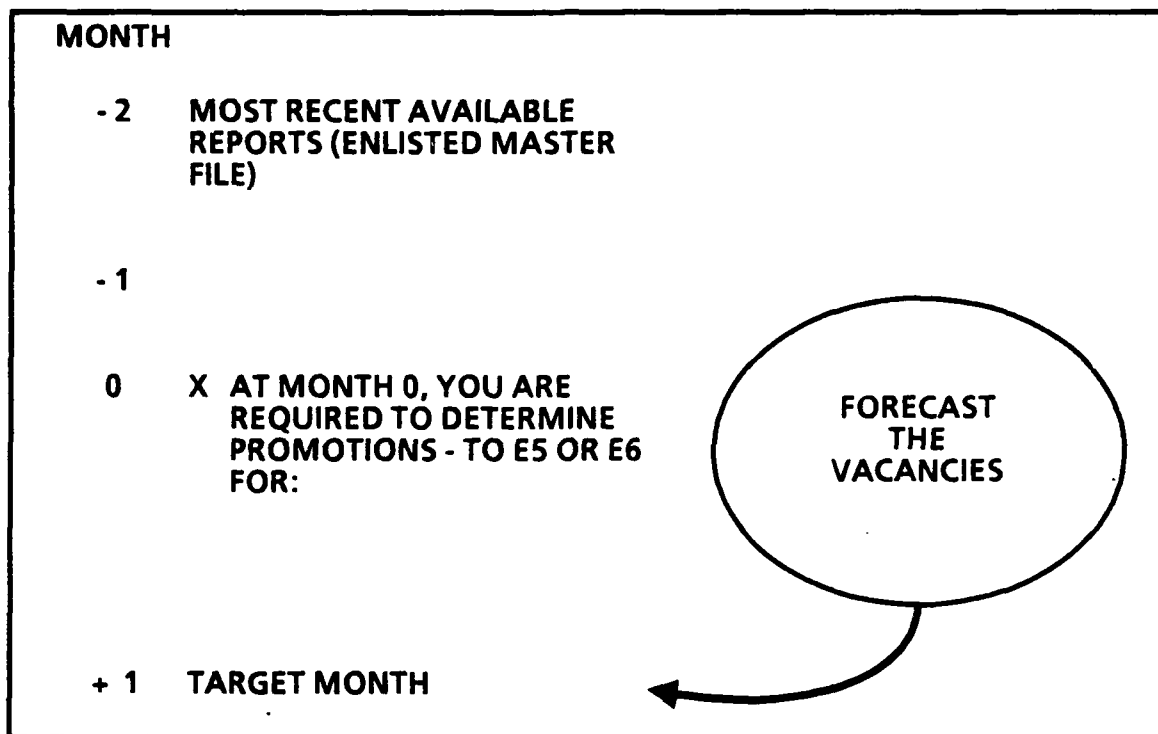 MONTH
- 2 MOST RECENT AVAILABLE
REPORTS (ENLISTED MASTER
FILE)
- 1
0 X AT MONTH 0, YOU ARE
REQUIRED TO DETERMINE
PROMOTIONS - TO E5 OR E6
FOR:
FORECAST
THE
VACANCIES
+ 1 TARGET MONTH